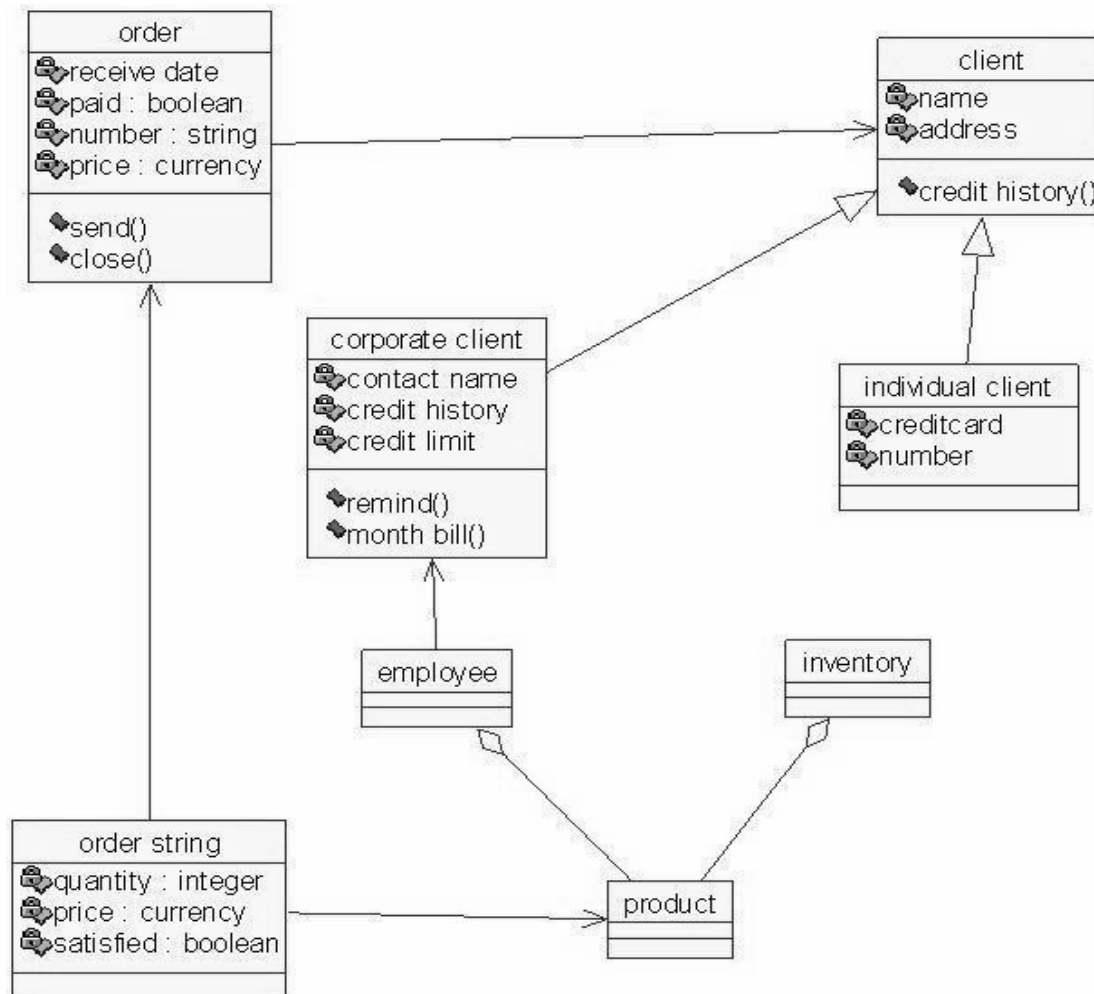 order
receive date
paid : boolean
number : string
price : currency
send()
close()
client
name
address
credit history()
corporate client
contact name
credit history
credit limit
remind()
month bill()
individual client
creditcard
number
employee
inventory
order string
quantity : integer
price : currency
satisfied : boolean
product